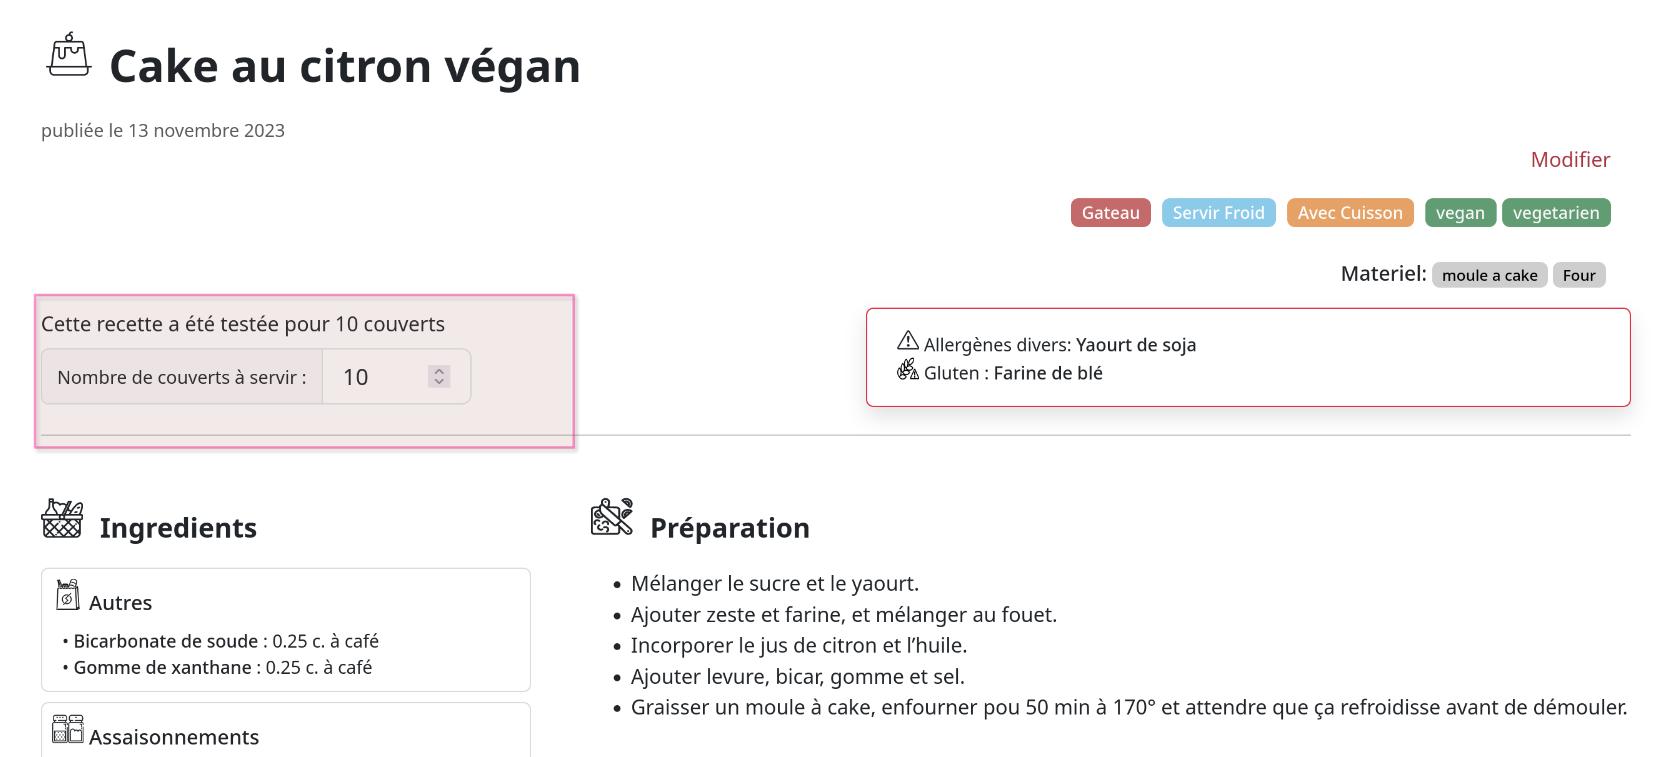 Cake au citron végan
publiée le 13 novembre 2023
Modifier
Gateau Servir Froid Avec Cuisson vegan vegetarien
Materiel: moule a cake Four
Cette recette a été testée pour 10 couverts
Nombre de couverts à servir : 10
Allergènes divers: Yaourt de soja
Gluten : Farine de blé
Ingredients
Autres
• Bicarbonate de soude : 0.25 c. à café
• Gomme de xanthane : 0.25 c. à café
Assaisonnements
Préparation
• Mélanger le sucre et le yaourt.
• Ajouter zeste et farine, et mélanger au fouet.
• Incorporer le jus de citron et l’huile.
• Ajouter levure, bicar, gomme et sel.
• Graisser un moule à cake, enfourner pou 50 min à 170° et attendre que ça refroidisse avant de démouler.